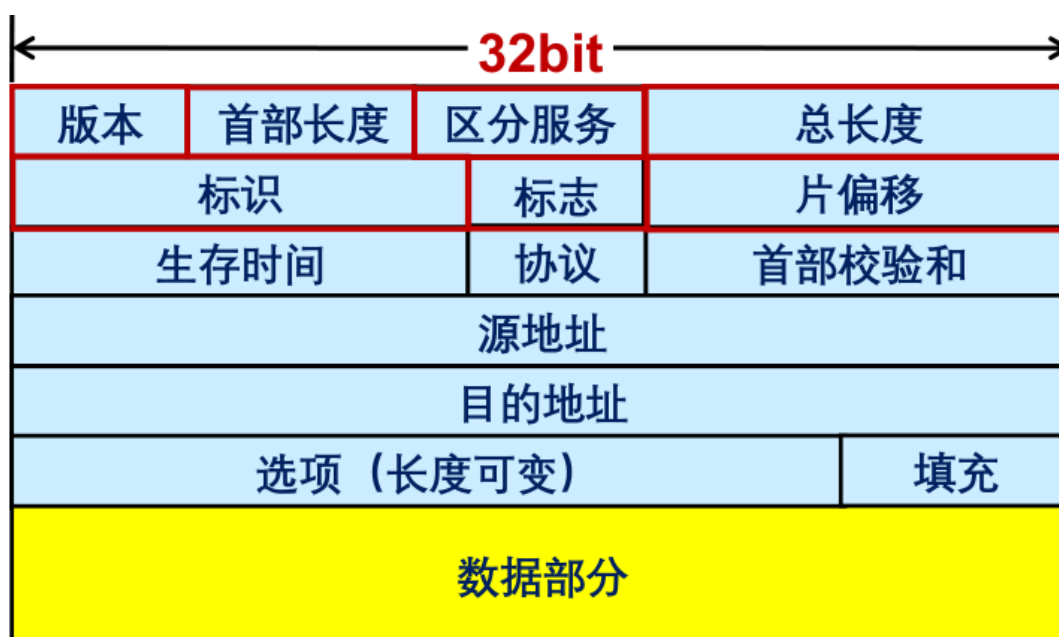 32bit
版本 首部长度 区分服务 总长度
标识 标志 片偏移
生存时间 协议 首部校验和
源地址
目的地址
选项（长度可变） 填充
数据部分